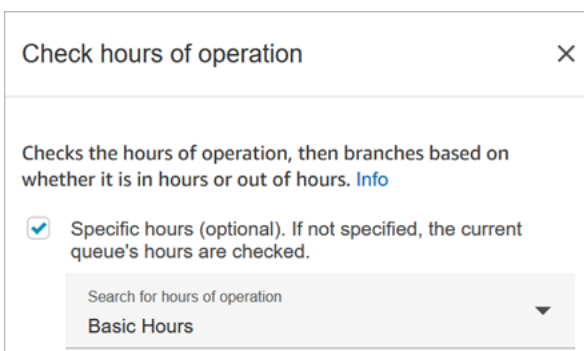 Check hours of operation
Checks the hours of operation, then branches based on
whether it is in hours or out of hours. Info
Specific hours (optional). If not specified, the current
queue's hours are checked.
Search for hours of operation
Basic Hours